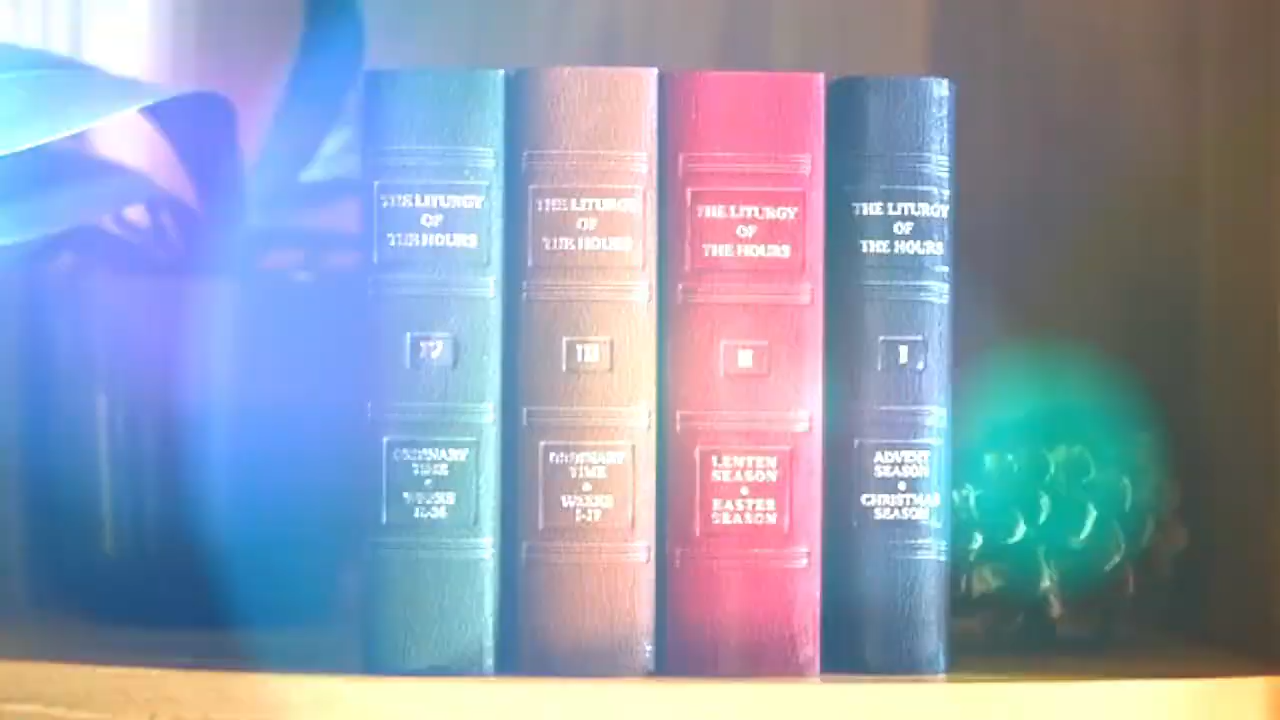 THE LITURGY
OF
THE HOURS
IV
ORDINARY
TIME
WEEKS
THE LITURGY
OF
THE HOURS
III
ORDINARY
TIME
WEEKS
THE LITURGY
OF
THE HOURS
II
LENTEN
SEASON
EASTER
SEASON
THE LITURGY
OF
THE HOURS
I
ADVENT
SEASON
CHRISTMAS
SEASON